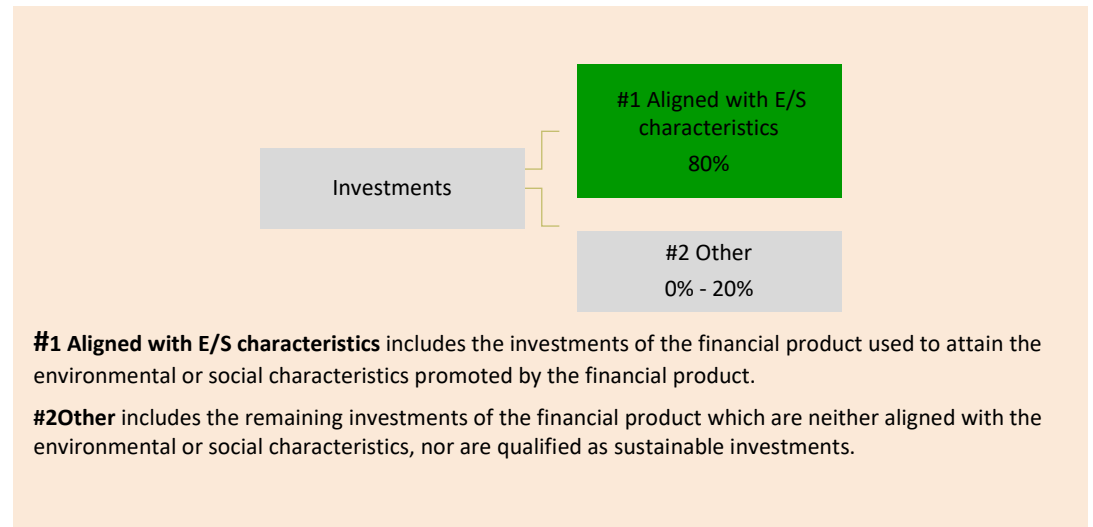 #1 Aligned with E/S
characteristics
80%
Investments
#2 Other
0% - 20%
#1 Aligned with E/S characteristics includes the investments of the financial product used to attain the
environmental or social characteristics promoted by the financial product.
#2Other includes the remaining investments of the financial product which are neither aligned with the
environmental or social characteristics, nor are qualified as sustainable investments.